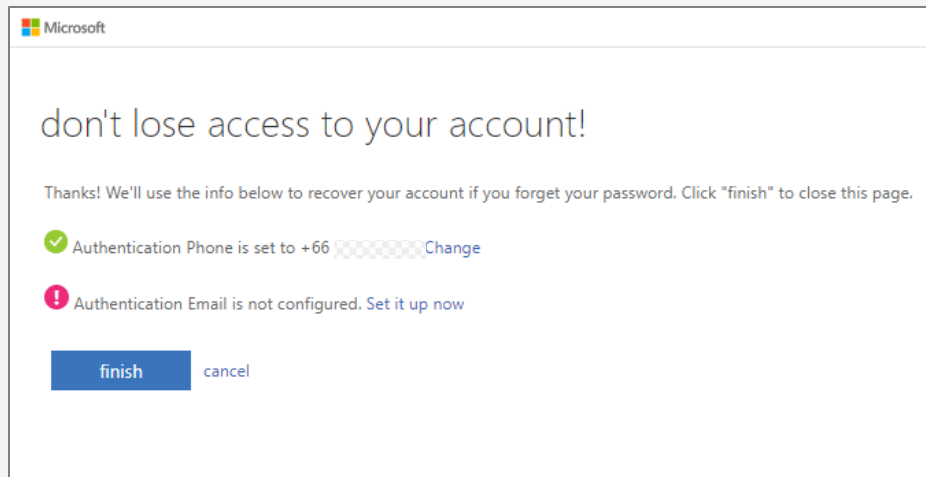 Microsoft
don't lose access to your account!
Thanks! We'll use the info below to recover your account if you forget your password. Click "finish" to close this page.
Authentication Phone is set to +66 Change
! Authentication Email is not configured. Set it up now
finish cancel